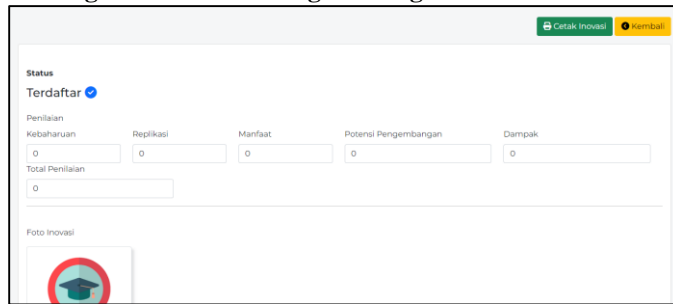 Cetak Inovasi Kembali
Status
Terdaftar
Penilaian
Kebaharuan Replikasi Manfaat Potensi Pengembangan Dampak
0 0 0 0 0
Total Penilaian
0
Foto Inovasi